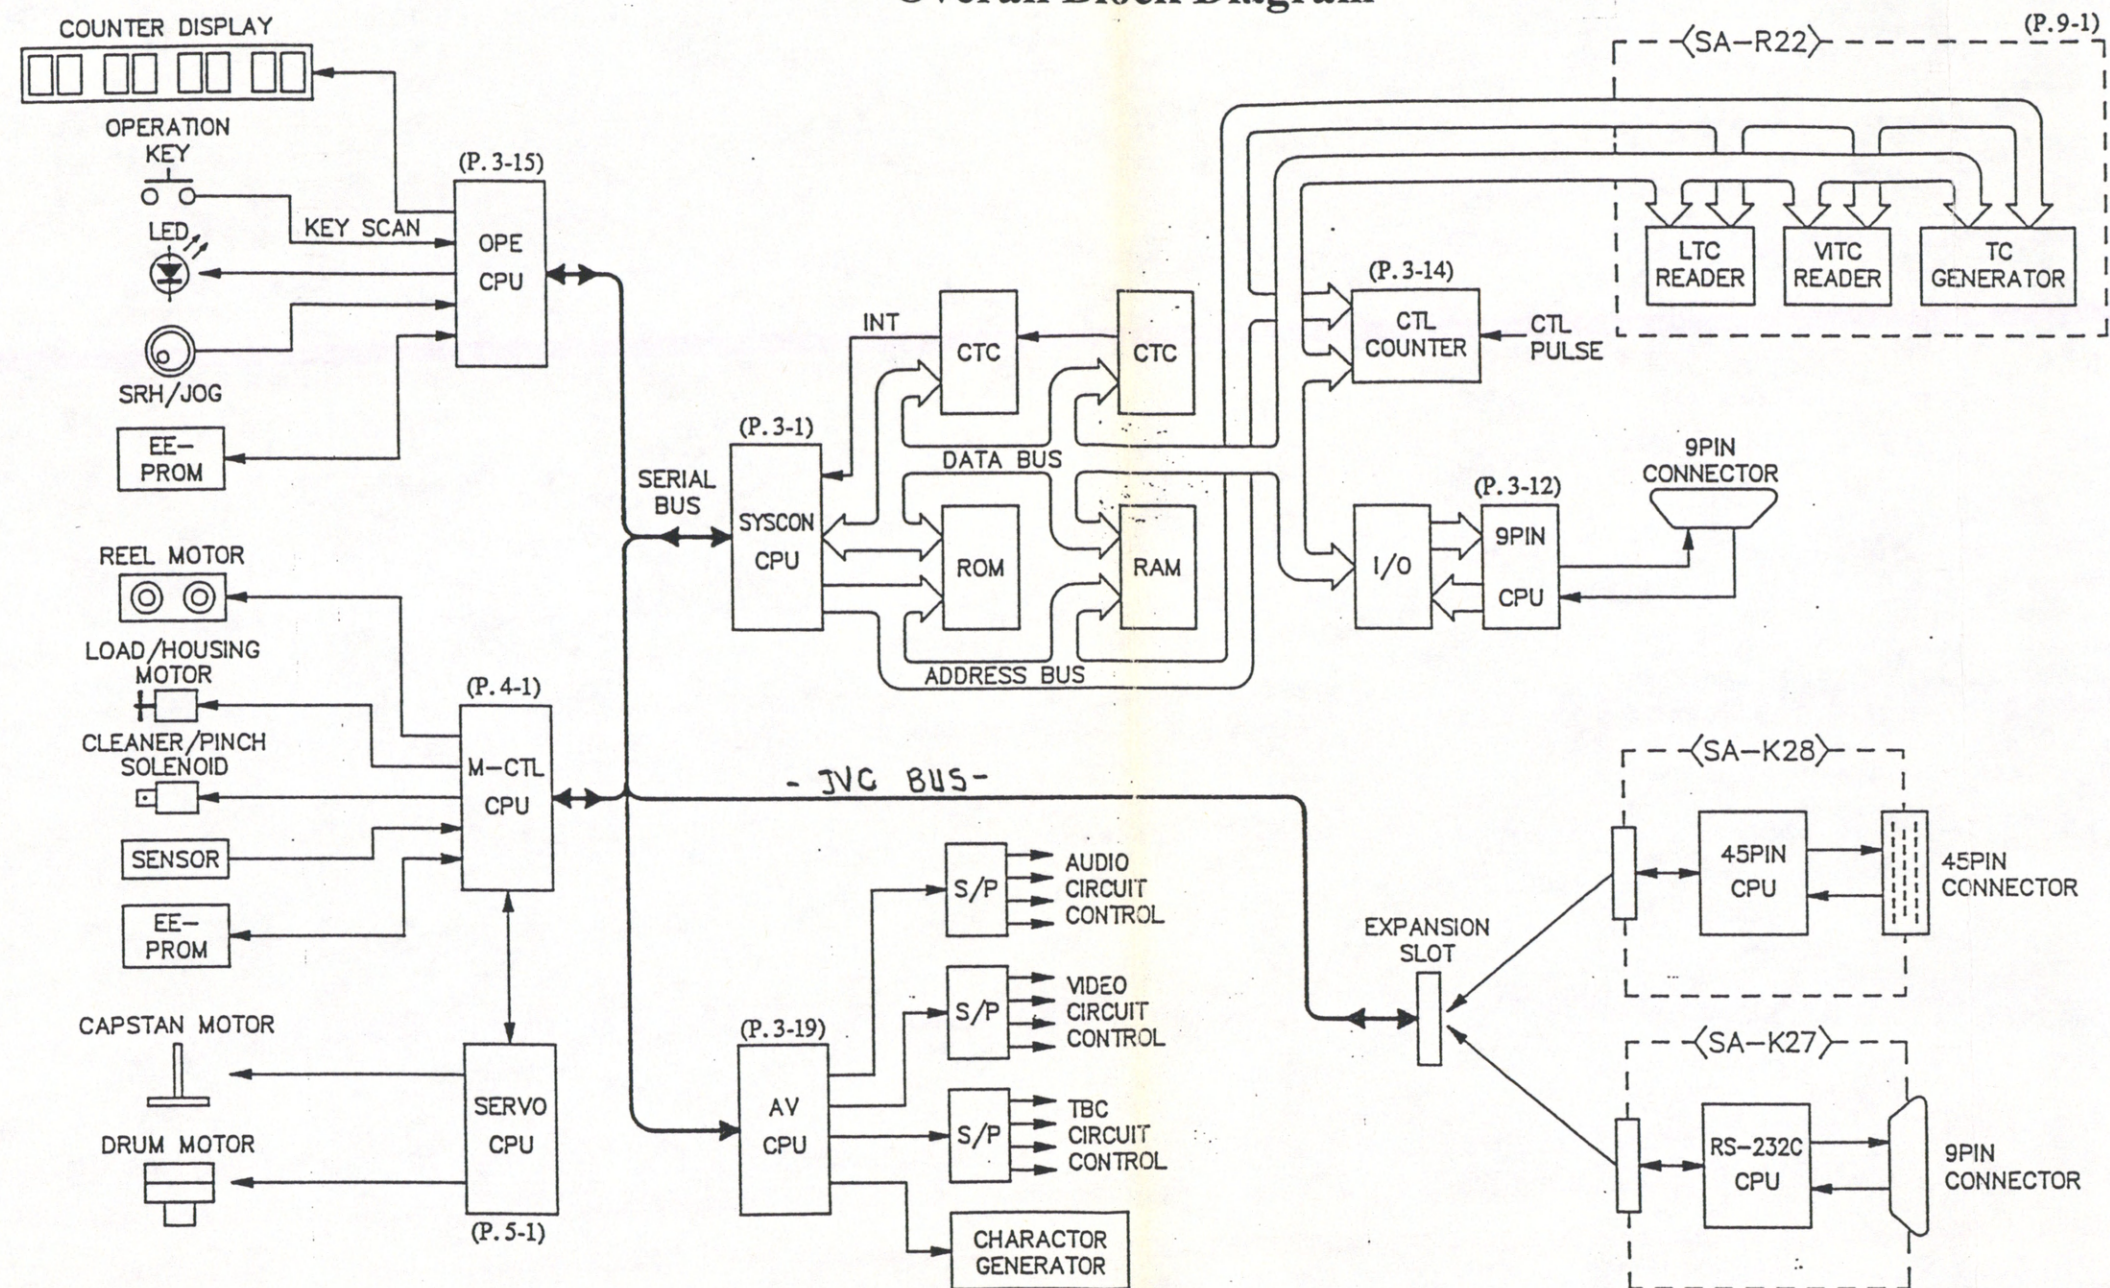 Overall Block Diagram
COUNTER DISPLAY
OPERATION
KEY
LED
KEY SCAN
(P. 3-15)
OPE
CPU
SRH/JOG
EE-
PROM
REEL MOTOR
LOAD/HOUSING
MOTOR
CLEANER/PINCH
SOLENOID
SENSOR
EE-
PROM
(P. 4-1)
M-CTL
CPU
CAPSTAN MOTOR
DRUM MOTOR
SERVO
CPU
(P. 5-1)
SERIAL
BUS
(P. 3-1)
SYSCON
CPU
INT
CTC
CTC
DATA BUS
ROM
RAM
ADDRESS BUS
(P.9-1)
<SA-R22>
LTC
READER
VITC
READER
TC
GENERATOR
(P. 3-14)
CTL
COUNTER
CTL
PULSE
I/O
(P. 3-12)
9PIN
CPU
9PIN
CONNECTOR
- JVC BUS-
(P. 3-19)
AV
CPU
S/P
AUDIO
CIRCUIT
CONTROL
S/P
VIDEO
CIRCUIT
CONTROL
S/P
TBC
CIRCUIT
CONTROL
CHARACTOR
GENERATOR
EXPANSION
SLOT
<SA-K28>
45PIN
CPU
45PIN
CONNECTOR
<SA-K27>
RS-232C
CPU
9PIN
CONNECTOR